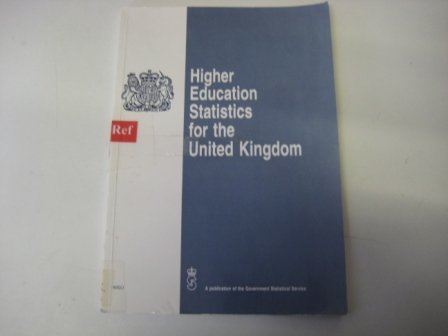 Higher
Education
Statistics
for the
United Kingdom
Ref
A publication of the Government Statistical Service